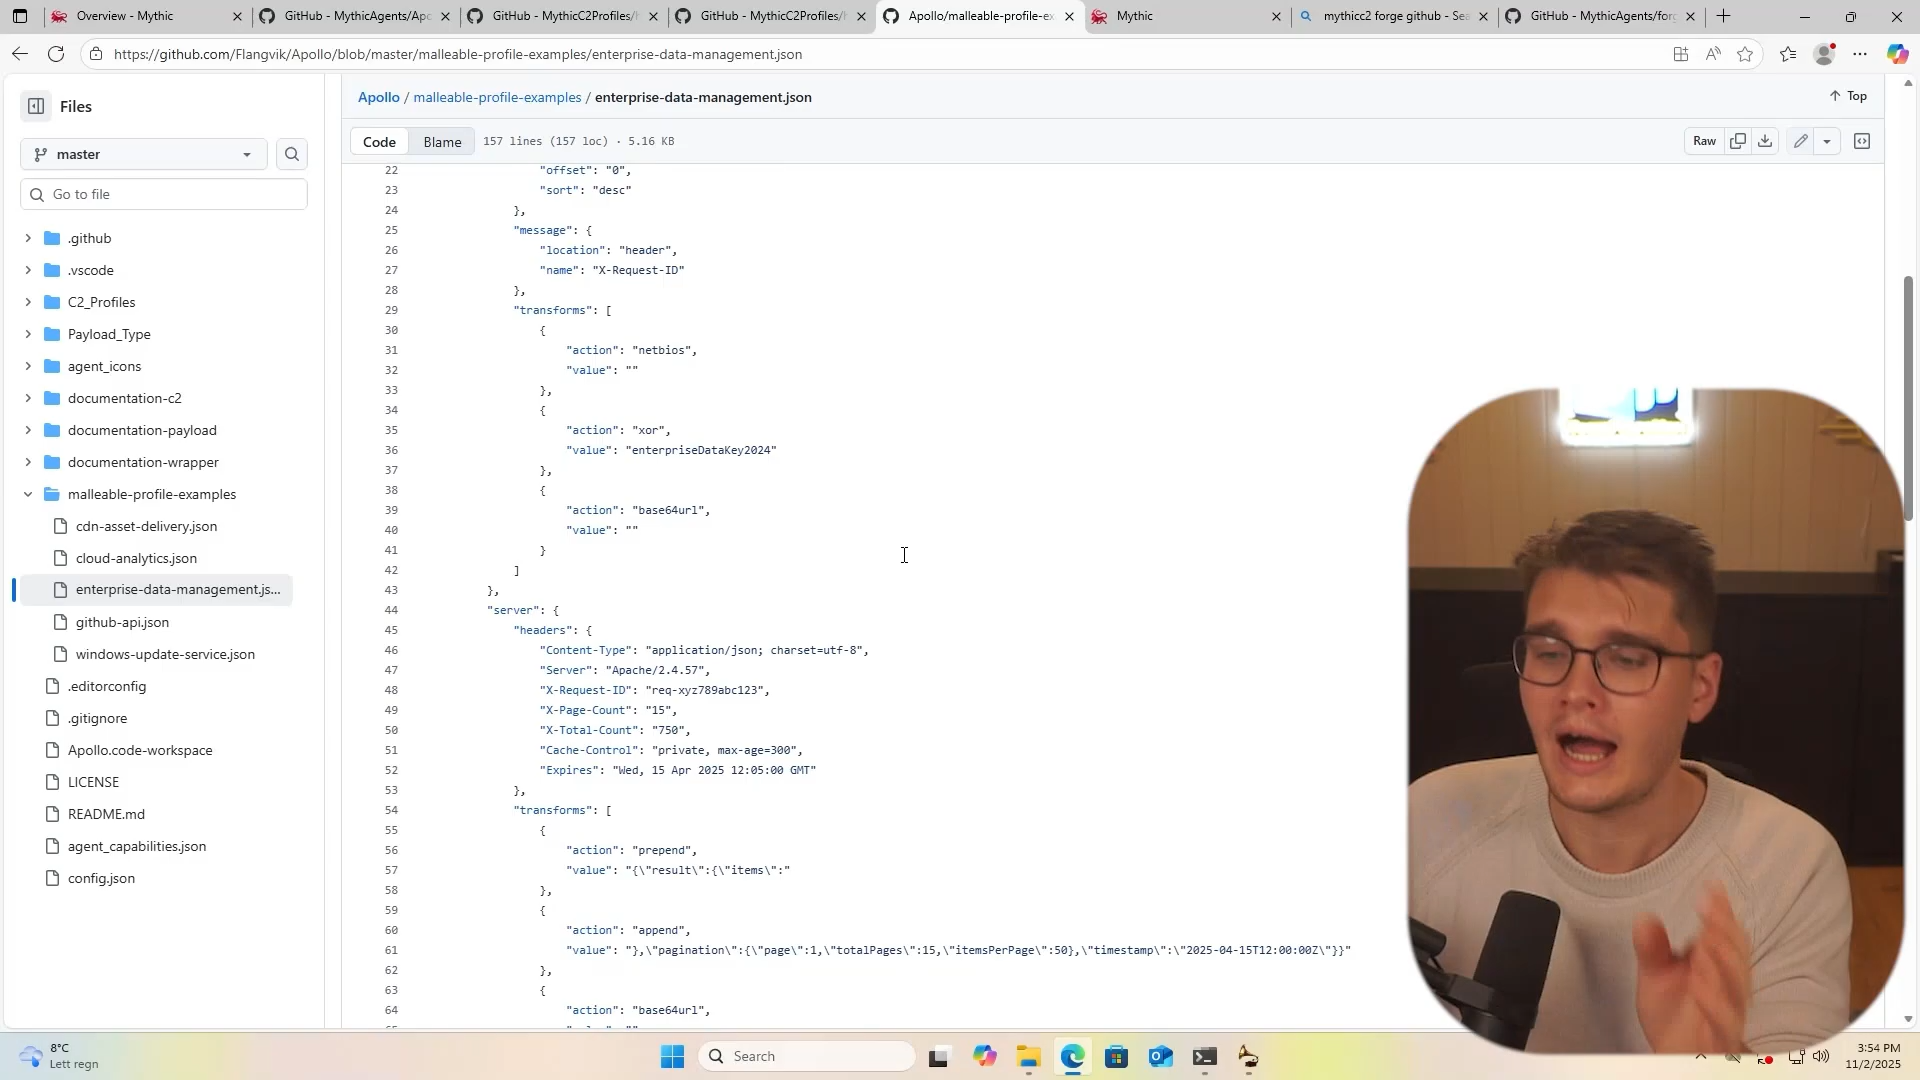 Overview - Mythic
GitHub - MythicAgents/Apc
GitHub - MythicC2Profiles/h
GitHub - MythicC2Profiles/h
Apollo/malleable-profile-ex
Mythic
mythicc2 forge github - Sea
GitHub - MythicAgents/forg
https://github.com/Flangvik/Apollo/blob/master/malleable-profile-examples/enterprise-data-management.json
Files
master
Go to file
.github
.vscode
C2_Profiles
Payload_Type
agent_icons
documentation-c2
documentation-payload
documentation-wrapper
malleable-profile-examples
cdn-asset-delivery.json
cloud-analytics.json
enterprise-data-management.js...
github-api.json
windows-update-service.json
.editorconfig
.gitignore
Apollo.code-workspace
LICENSE
README.md
agent_capabilities.json
config.json
Apollo / malleable-profile-examples / enterprise-data-management.json
Top
Code Blame 157 lines (157 loc) · 5.16 KB
Raw
22 "offset": "0",
23 "sort": "desc"
24 },
25 "message": {
26 "location": "header",
27 "name": "X-Request-ID"
28 },
29 "transforms": [
30 {
31 "action": "netbios",
32 "value": ""
33 },
34 {
35 "action": "xor",
36 "value": "enterpriseDataKey2024"
37 },
38 {
39 "action": "base64url",
40 "value": ""
41 }
42 ]
43 },
44 "server": {
45 "headers": {
46 "Content-Type": "application/json; charset=utf-8",
47 "Server": "Apache/2.4.57",
48 "X-Request-ID": "req-xyz789abc123",
49 "X-Page-Count": "15",
50 "X-Total-Count": "750",
51 "Cache-Control": "private, max-age=300",
52 "Expires": "Wed, 15 Apr 2025 12:05:00 GMT"
53 },
54 "transforms": [
55 {
56 "action": "prepend",
57 "value": "{\"result\":{\"items\":"
58 },
59 {
60 "action": "append",
61 "value": "},\"pagination\":{\"page\":1,\"totalPages\":15,\"itemsPerPage\":50},\"timestamp\":\"2025-04-15T12:00:00Z\"}}"
62 },
63 {
64 "action": "base64url",
8°C
Lett regn
Search
3:54 PM
11/2/2025